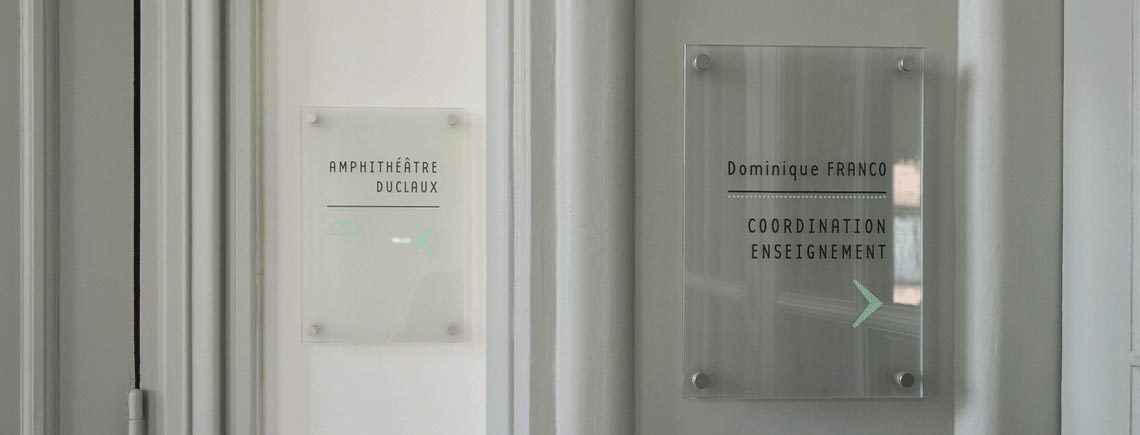 AMPHITHÉÂTRE
DUCLAUX
Dominique FRANCO
COORDINATION
ENSEIGNEMENT